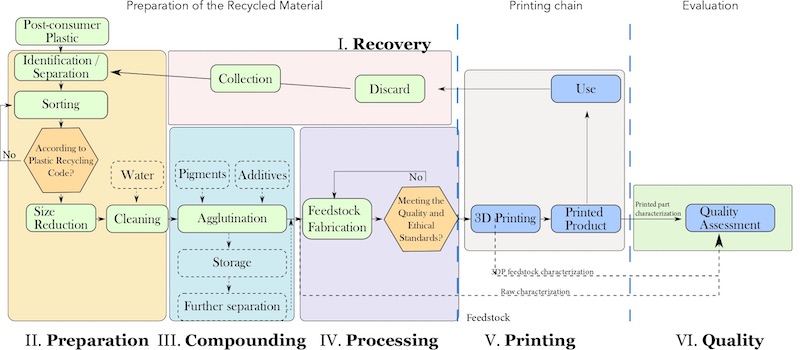 Preparation of the Recycled Material
Printing chain
Evaluation
Post-consumer
Plastic
I. Recovery
Identification /
Separation
Collection
Discard
Use
Sorting
No
According to
Plastic Recycling
Code?
Water
Pigments
Additives
No
Size
Reduction
Cleaning
Agglutination
Feedstock
Fabrication
Meeting the
Quality and
Ethical
Standards?
3D Printing
Printed
Product
Printed part
characterization
Quality
Assessment
Storage
Further separation
3DP feedstock characterization
Raw characterization
Feedstock
II. Preparation
III. Compounding
IV. Processing
V. Printing
VI. Quality